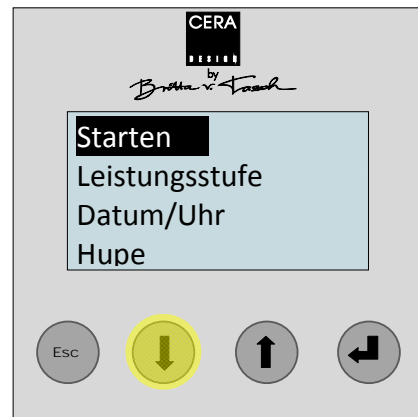 CERA
DESIGN
by
Britta v. Tasch
Starten
Leistungsstufe
Datum/Uhr
Hupe
Esc